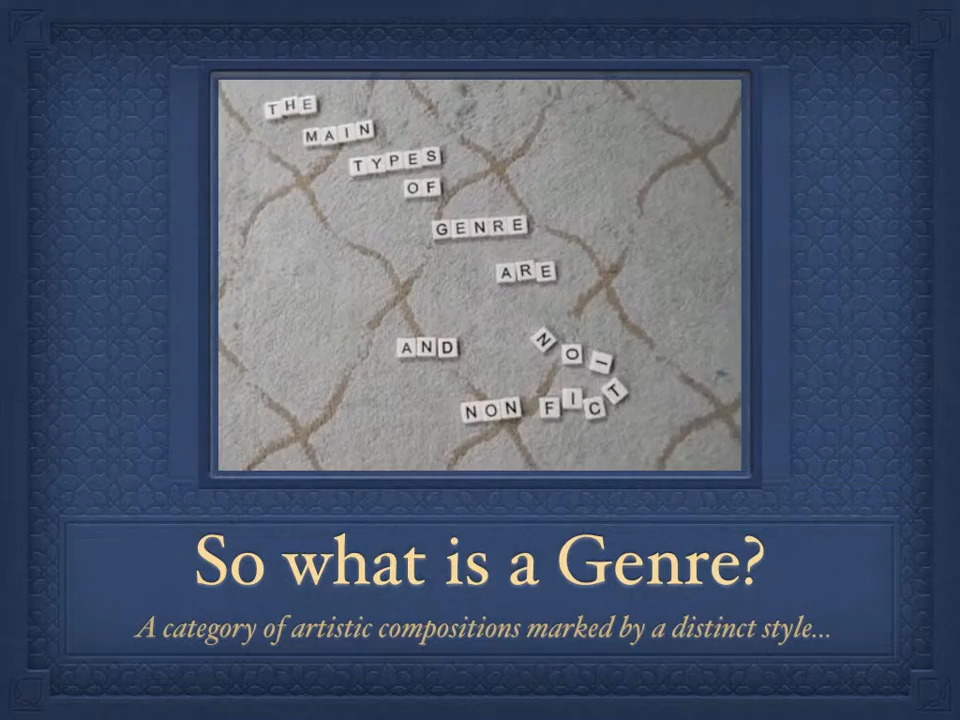 THE
MAIN
TYPES
OF
GENRE
ARE
AND
NON FICTION
So what is a Genre?
A category of artistic compositions marked by a distinct style...